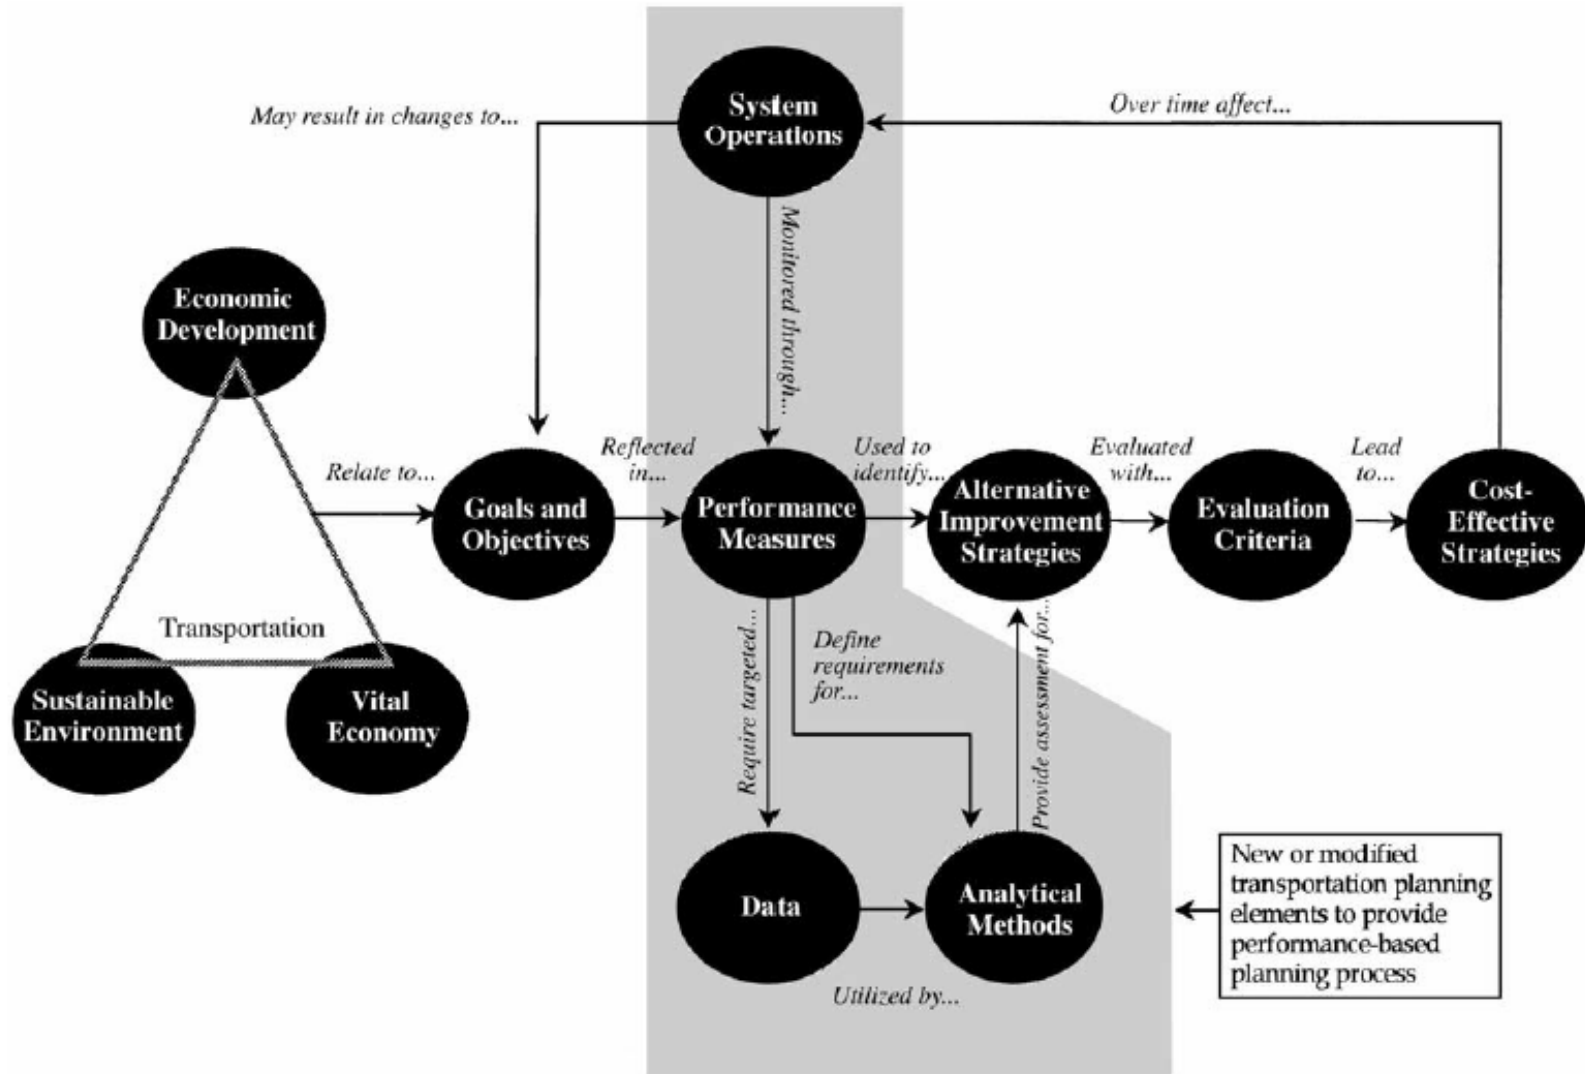 System
Operations
May result in changes to...
Over time affect...
Monitored through...
Economic
Development
Transportation
Sustainable
Environment
Vital
Economy
Relate to...
Goals and
Objectives
Reflected
in...
Performance
Measures
Used to
identify...
Alternative
Improvement
Strategies
Evaluated
with...
Evaluation
Criteria
Lead
to...
Cost-
Effective
Strategies
Require targeted...
Define
requirements
for...
Provide assessment for...
Data
Analytical
Methods
Utilized by...
New or modified
transportation planning
elements to provide
performance-based
planning process